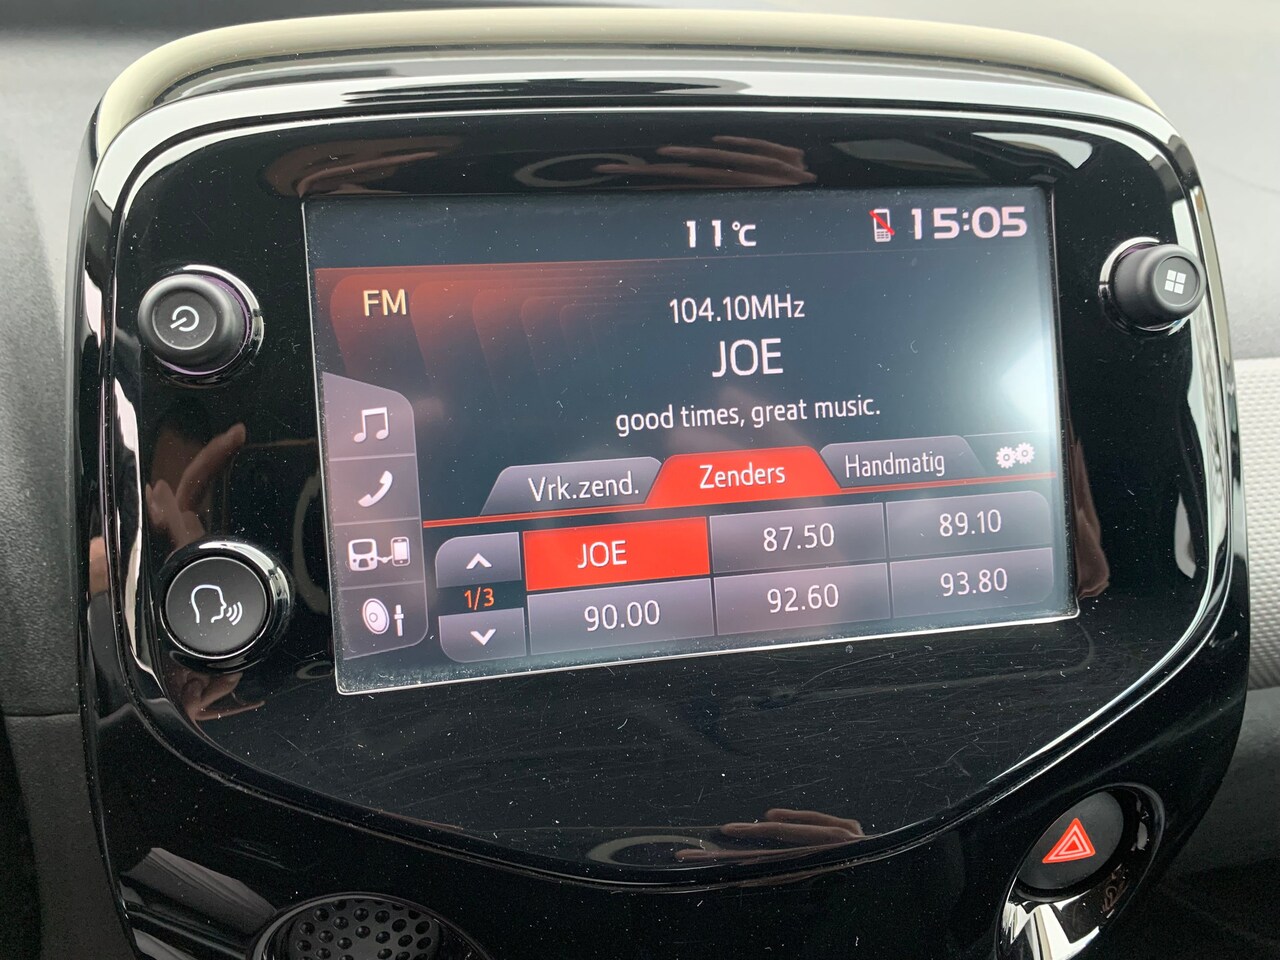 11°C
15:05
FM
104.10MHz
JOE
good times, great music.
Vrk.zend.
Zenders
Handmatig
JOE
87.50
89.10
1/3
90.00
92.60
93.80